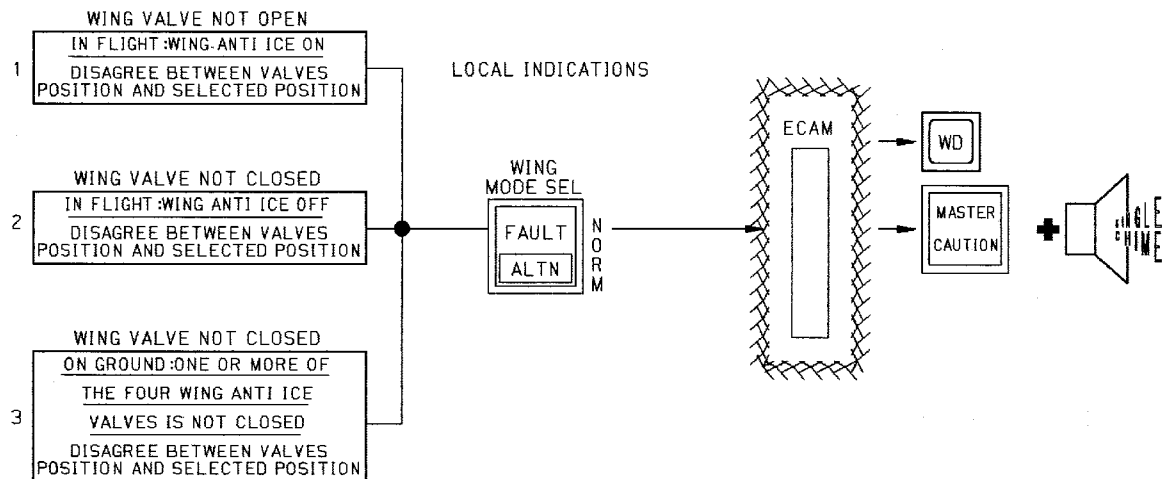 WING VALVE NOT OPEN
1
IN FLIGHT:WING-ANTI ICE ON
DISAGREE BETWEEN VALVES
POSITION AND SELECTED POSITION
LOCAL INDICATIONS
WING VALVE NOT CLOSED
2
IN FLIGHT:WING ANTI ICE OFF
DISAGREE BETWEEN VALVES
POSITION AND SELECTED POSITION
WING VALVE NOT CLOSED
3
ON GROUND:ONE OR MORE OF
THE FOUR WING ANTI ICE
VALVES IS NOT CLOSED
DISAGREE BETWEEN VALVES
POSITION AND SELECTED POSITION
WING
MODE SEL
FAULT
ALTN
NORM
ECAM
WD
MASTER
CAUTION
SINGLE
CHIME